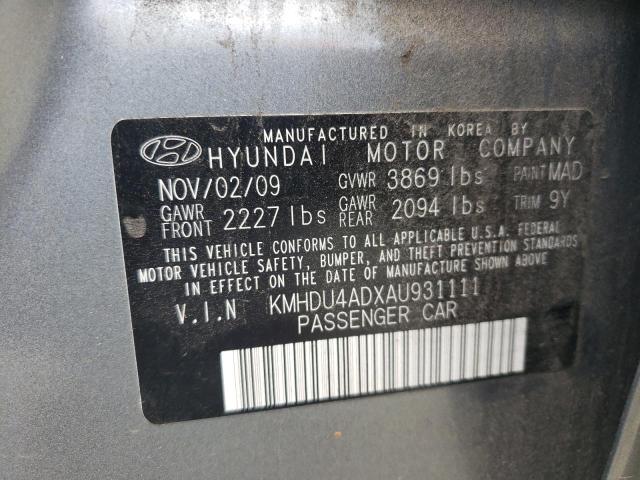 MANUFACTURED IN KOREA BY
HYUNDAI MOTOR COMPANY
NOV/02/09 GVWR 3869 lbs PAINT MAD
GAWR FRONT 2227 lbs GAWR REAR 2094 lbs TRIM 9Y
THIS VEHICLE CONFORMS TO ALL APPLICABLE U.S.A. FEDERAL
MOTOR VEHICLE SAFETY, BUMPER, AND THEFT PREVENTION STANDARDS
IN EFFECT ON THE DATE OF MANUFACTURE SHOWN ABOVE.
V.I.N KMHDU4ADXAU931111
PASSENGER CAR